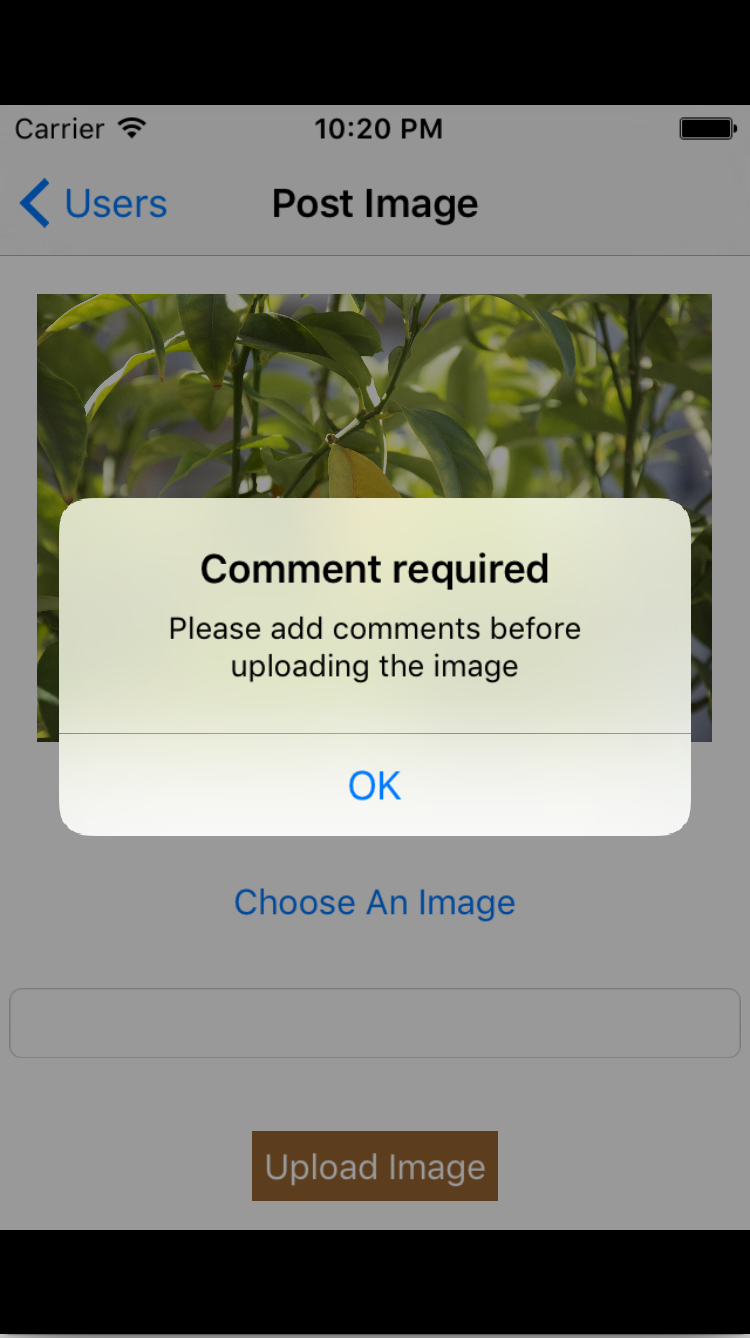 Carrier 10:20 PM
Users Post Image
Comment required
Please add comments before
uploading the image
OK
Choose An Image
Upload Image